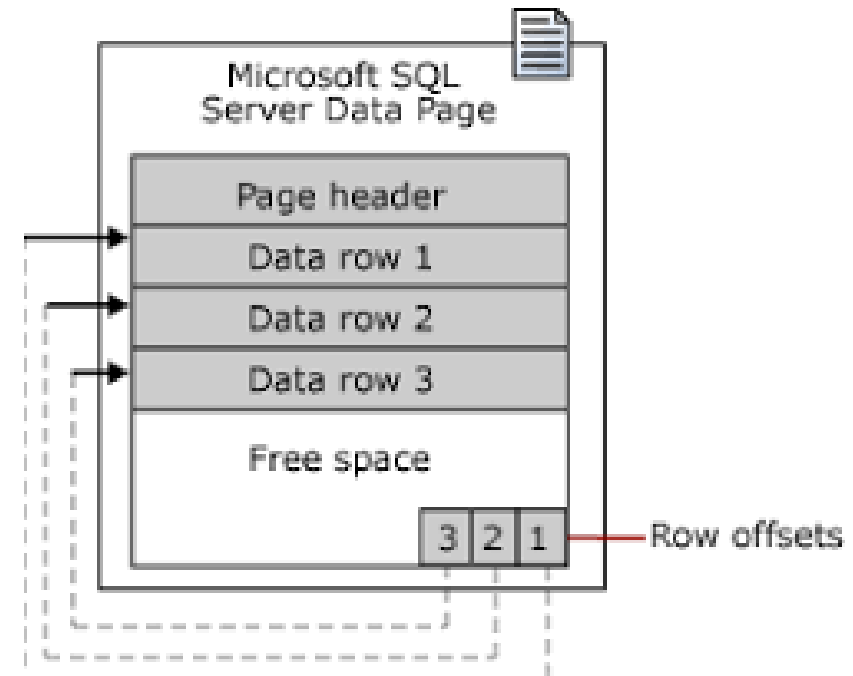 Microsoft SQL
Server Data Page
Page header
Data row 1
Data row 2
Data row 3
Free space
3 2 1
Row offsets